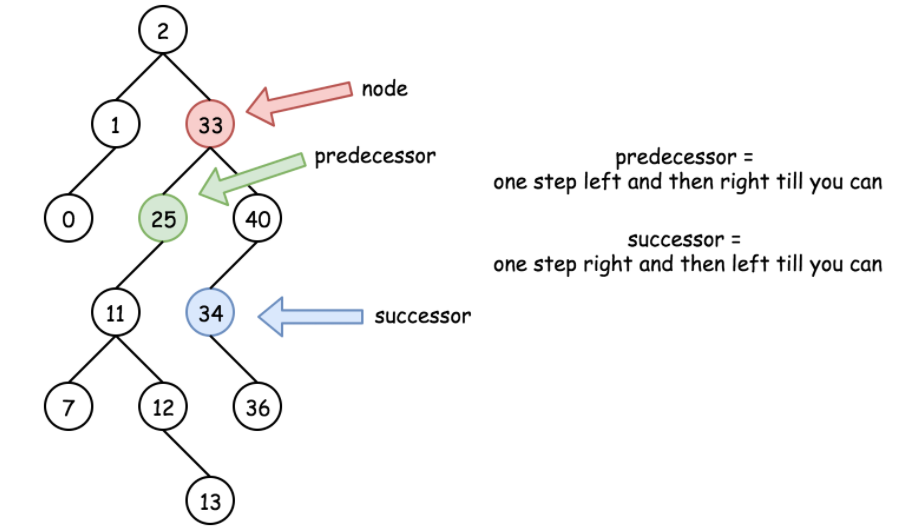 2
node
1
33
predecessor
predecessor =
one step left and then right till you can
0
25
40
successor =
one step right and then left till you can
11
34
successor
7
12
36
13